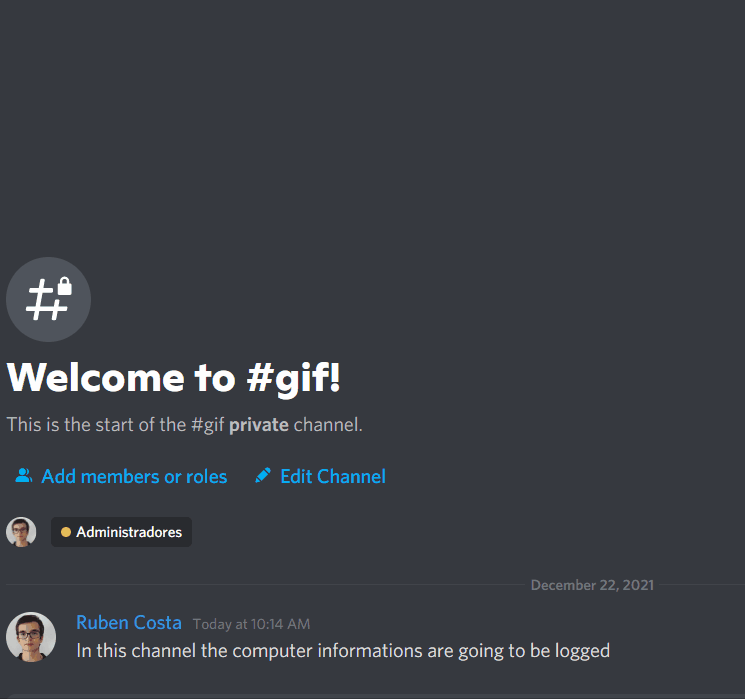 Welcome to #gif!
This is the start of the #gif private channel.
Add members or roles Edit Channel
Administradores
December 22, 2021
Ruben Costa Today at 10:14 AM
In this channel the computer informations are going to be logged